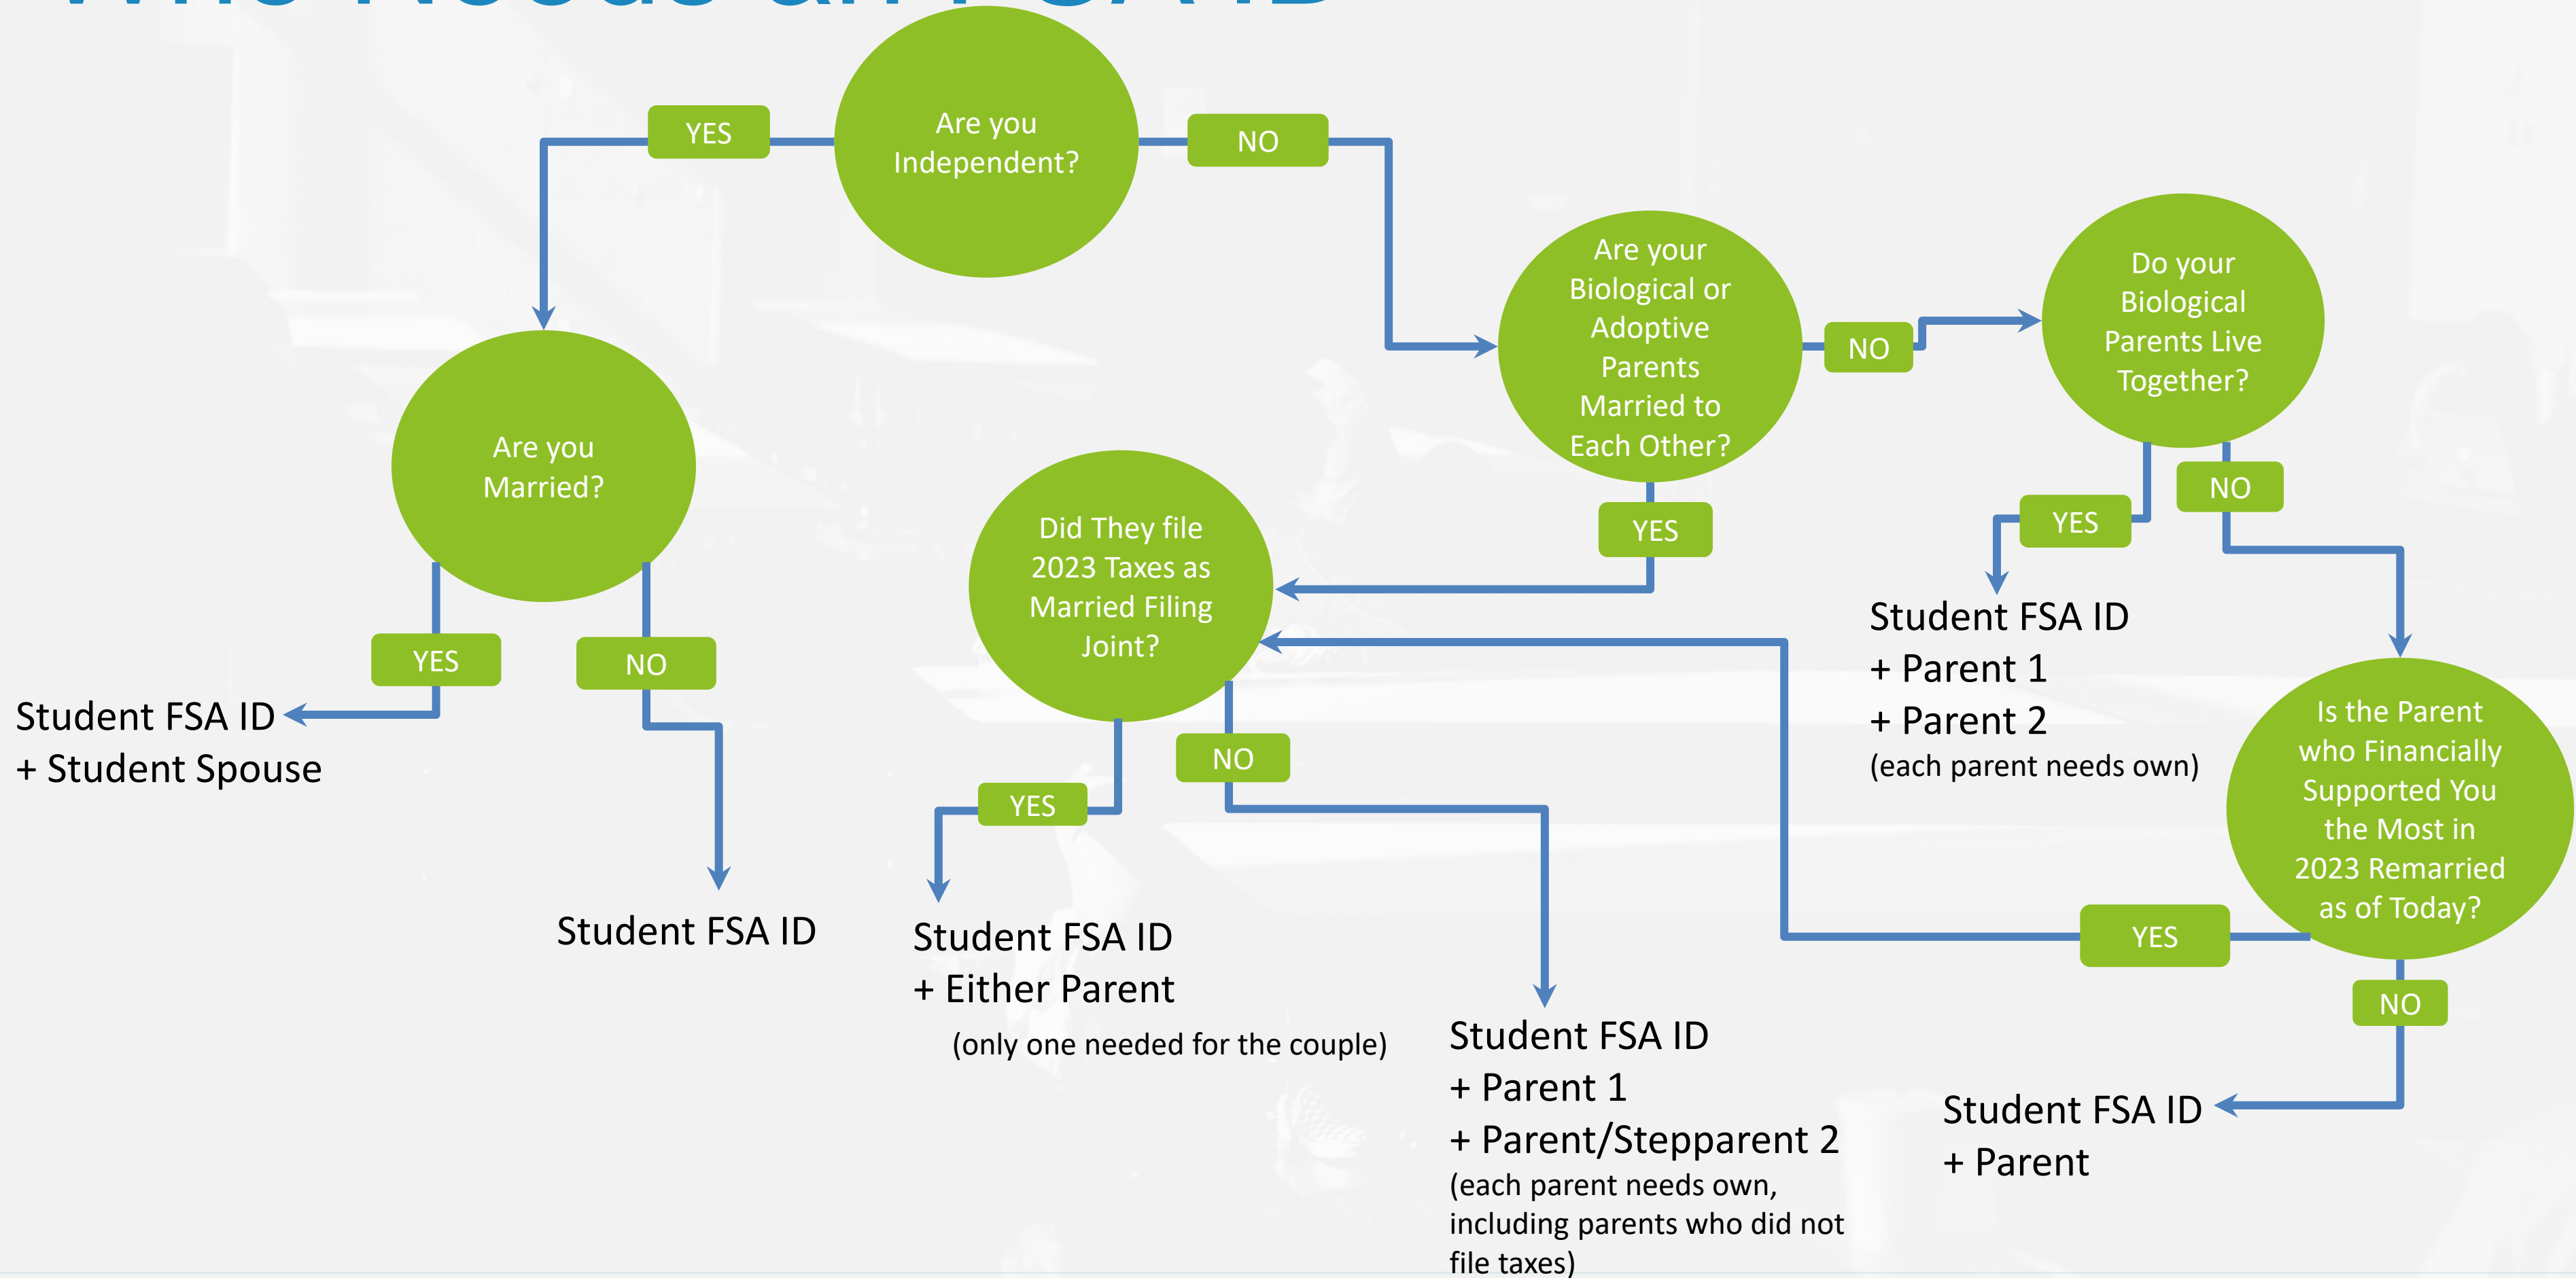 YES
Are you
Independent?
NO
Are your
Biological or
Adoptive
Parents
Married to
Each Other?
NO
Do your
Biological
Parents Live
Together?
Are you
Married?
Did They file
2023 Taxes as
Married Filing
Joint?
YES
YES
NO
YES
NO
Student FSA ID
+ Student Spouse
Student FSA ID
YES
NO
Student FSA ID
+ Either Parent
(only one needed for the couple)
Student FSA ID
+ Parent 1
+ Parent/Stepparent 2
(each parent needs own,
including parents who did not
file taxes)
Student FSA ID
+ Parent 1
+ Parent 2
(each parent needs own)
Is the Parent
who Financially
Supported You
the Most in
2023 Remarried
as of Today?
YES
NO
Student FSA ID
+ Parent